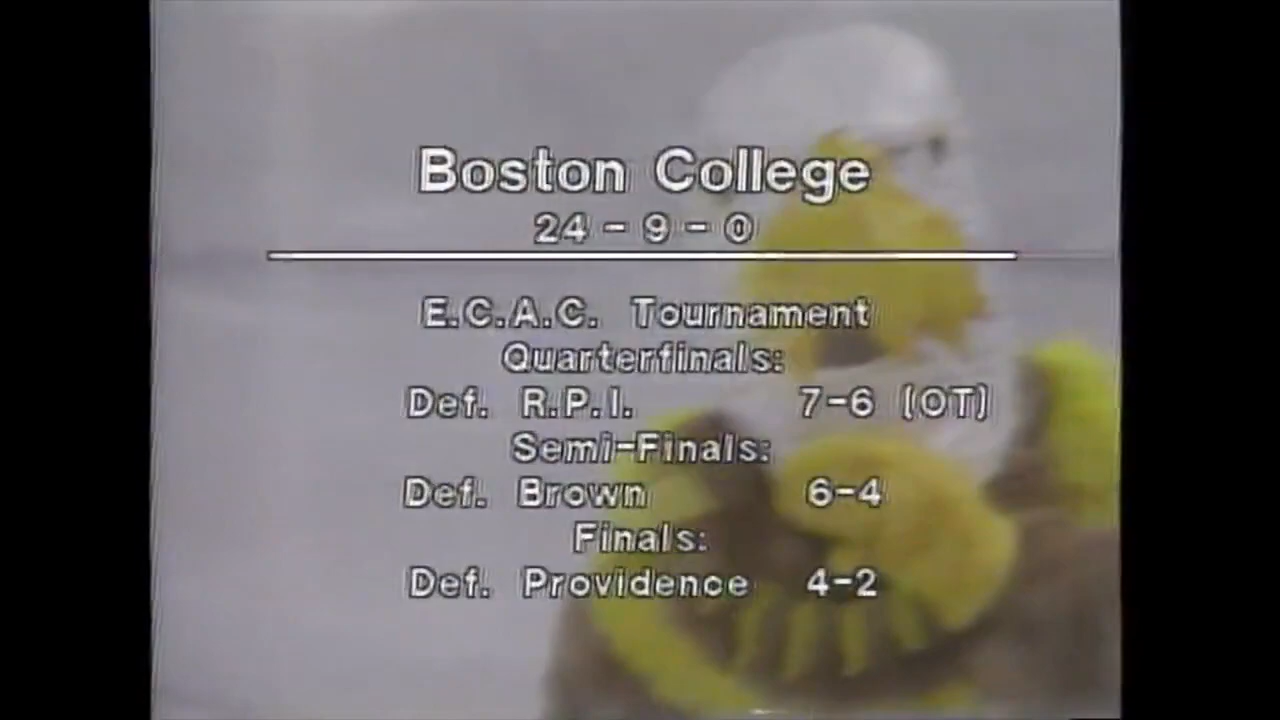 Boston College
24 - 9 - 0
E.C.A.C. Tournament
Quarterfinals:
Def. R.P.I. 7-6 (OT)
Semi-Finals:
Def. Brown 6-4
Finals:
Def. Providence 4-2